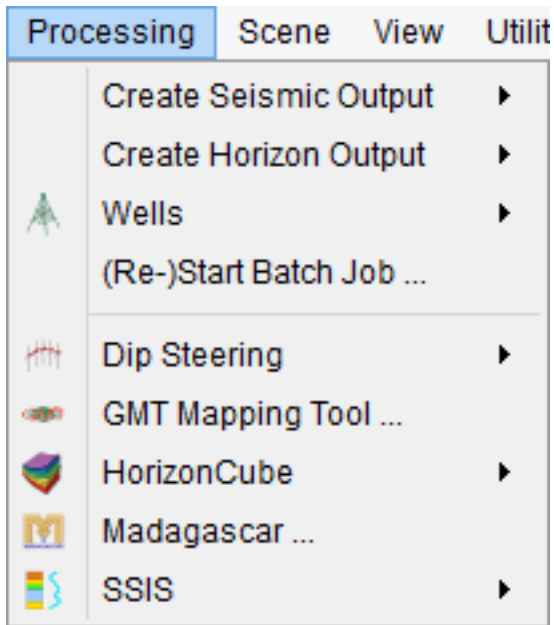 Processing Scene View Utilit
Create Seismic Output
Create Horizon Output
Wells
(Re-)Start Batch Job ...
Dip Steering
GMT Mapping Tool ...
HorizonCube
Madagascar ...
SSIS